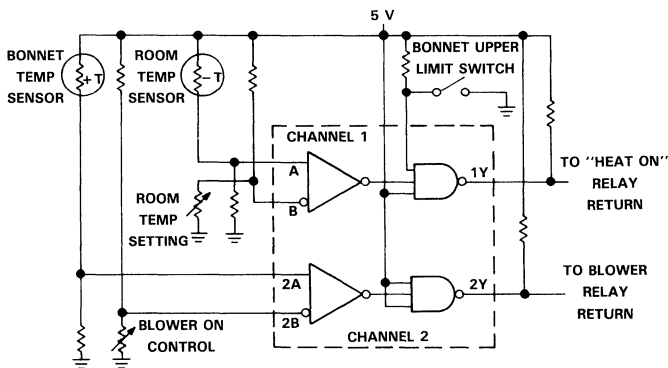 5 V
BONNET
TEMP
SENSOR
+T
ROOM
TEMP
SENSOR
−T
BONNET UPPER
LIMIT SWITCH
CHANNEL 1
A
B
1Y
TO "HEAT ON"
RELAY
RETURN
ROOM
TEMP
SETTING
2A
2B
2Y
TO BLOWER
RELAY
RETURN
BLOWER ON
CONTROL
CHANNEL 2